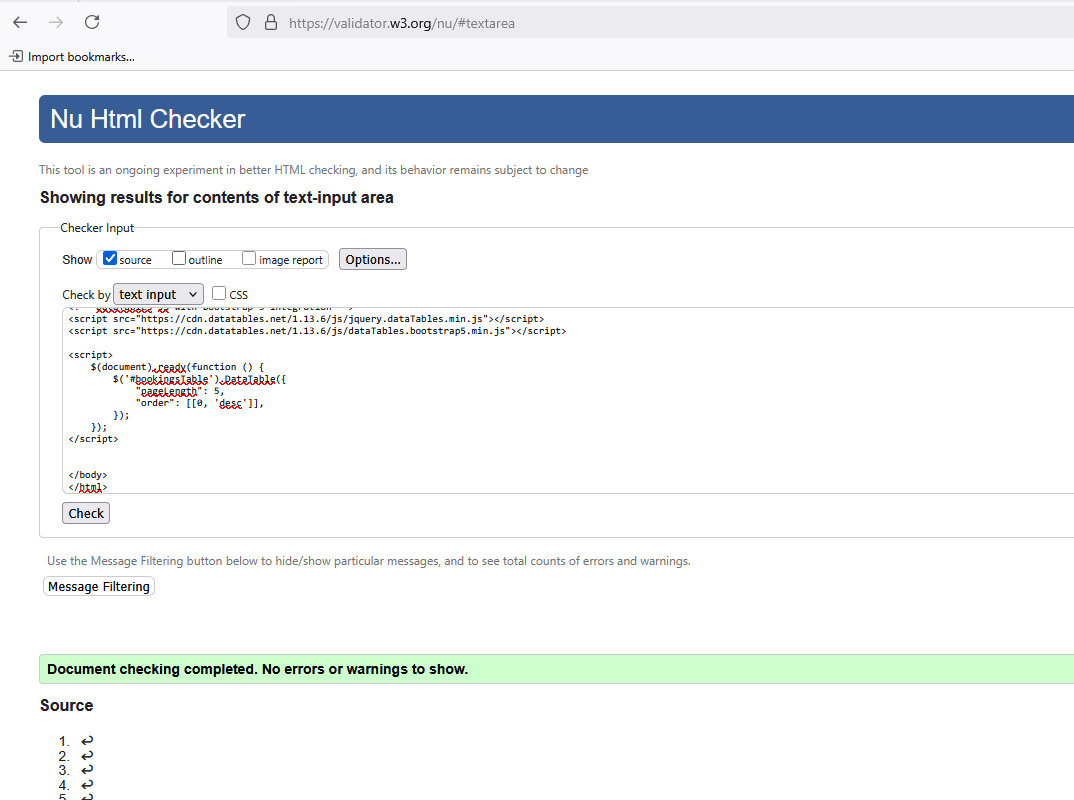 https://validator.w3.org/nu/#textarea
Import bookmarks...
Nu Html Checker
This tool is an ongoing experiment in better HTML checking, and its behavior remains subject to change
Showing results for contents of text-input area
Checker Input
Show source outline image report Options...
Check by text input CSS
<script src="https://cdn.datatables.net/1.13.6/js/jquery.dataTables.min.js"></script>
<script src="https://cdn.datatables.net/1.13.6/js/dataTables.bootstrap5.min.js"></script>
<script>
$(document).ready(function () {
$('#bookingsTable').DataTable({
"pageLength": 5,
"order": [[0, 'desc']],
});
});
</script>
</body>
</html>
Check
Use the Message Filtering button below to hide/show particular messages, and to see total counts of errors and warnings.
Message Filtering
Document checking completed. No errors or warnings to show.
Source
1. ↩
2. ↩
3. ↩
4. ↩
5. ↩